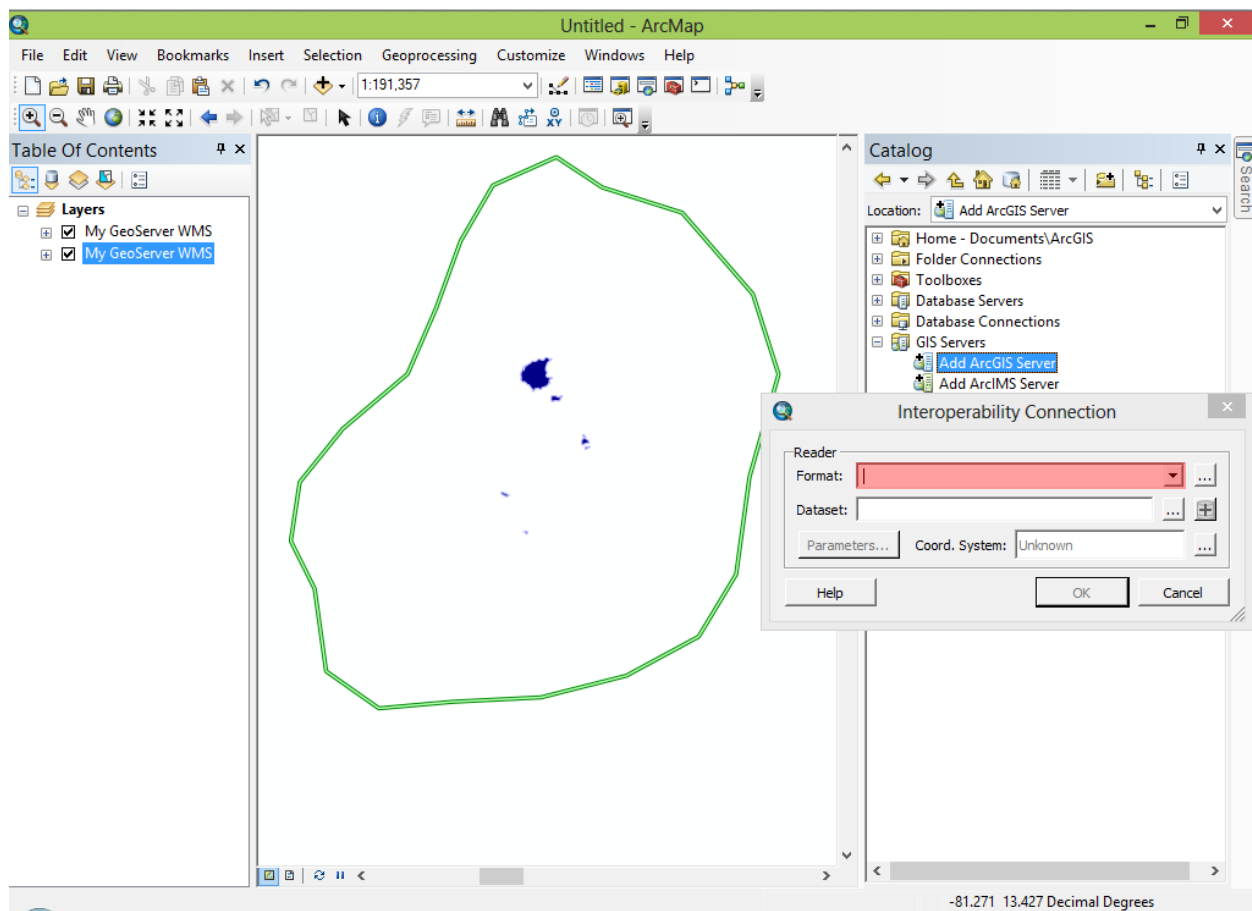 Untitled - ArcMap
File Edit View Bookmarks Insert Selection Geoprocessing Customize Windows Help
1:191,357
XY
Table Of Contents
Layers
My GeoServer WMS
My GeoServer WMS
Catalog
Search
Location: Add ArcGIS Server
Home - Documents\ArcGIS
Folder Connections
Toolboxes
Database Servers
Database Connections
GIS Servers
Add ArcGIS Server
Add ArcIMS Server
Interoperability Connection
Reader
Format:
...
Dataset:
...
Parameters... Coord. System: Unknown ...
Help OK Cancel
-81.271 13.427 Decimal Degrees